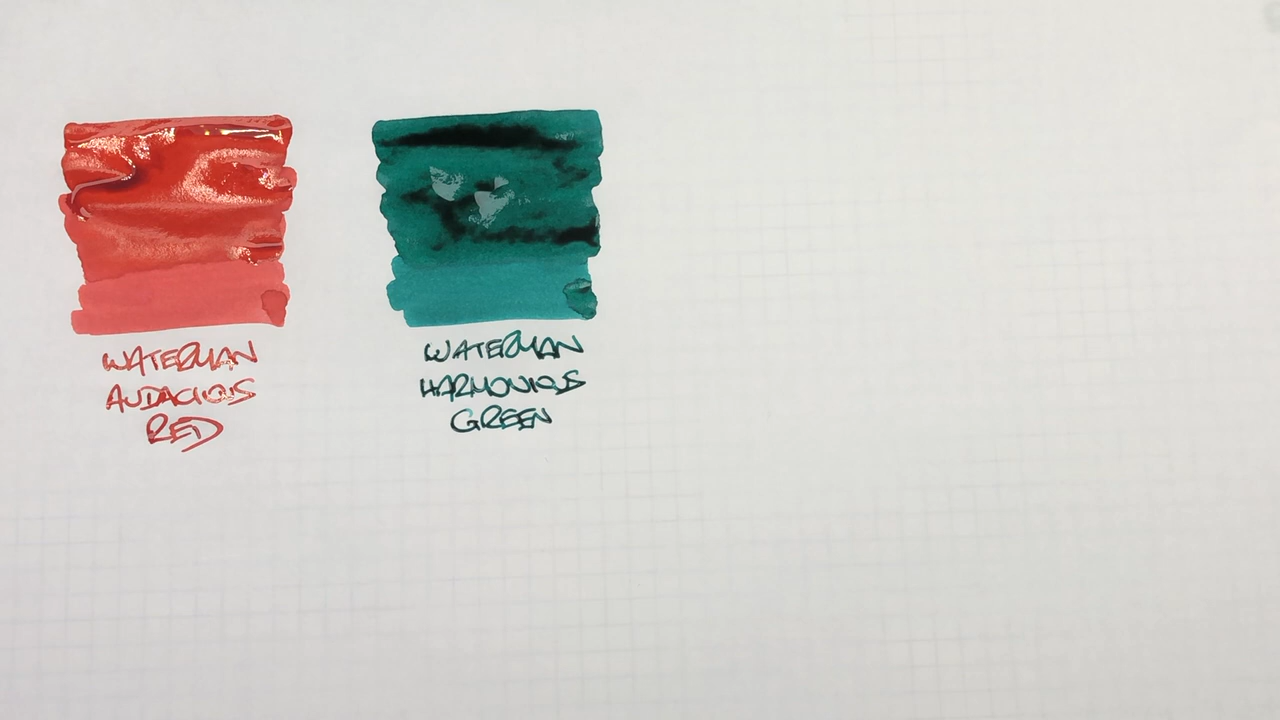 WATERMAN
AUDACIOUS
RED
WATERMAN
HARMONIOUS
GREEN